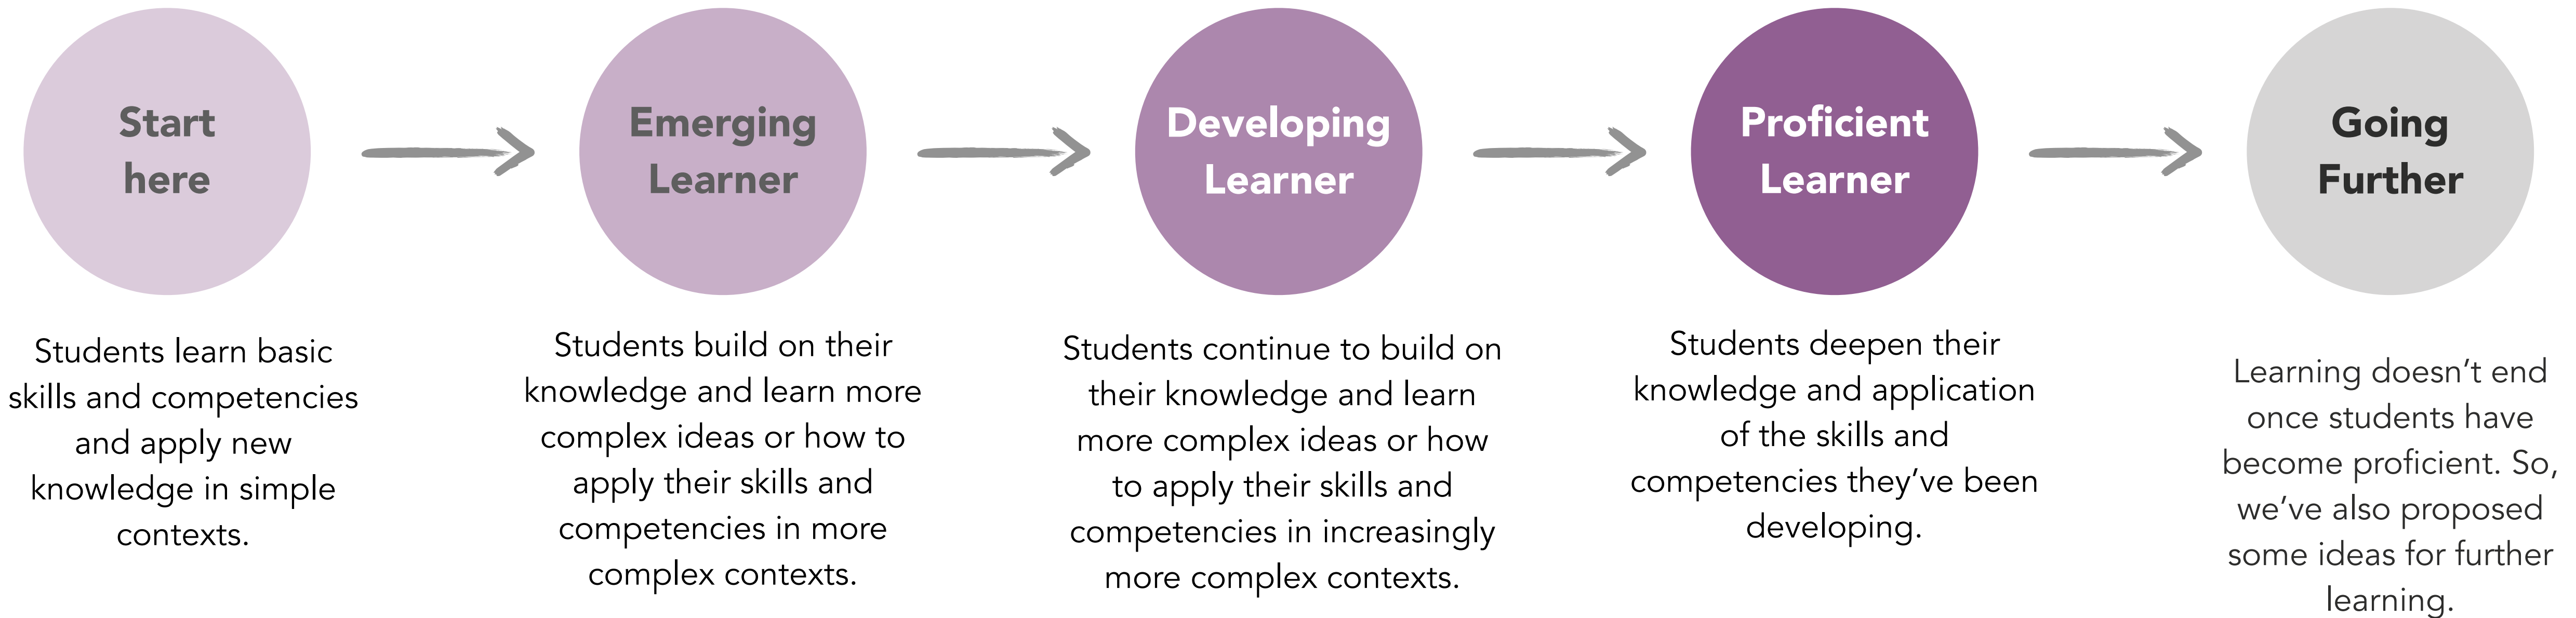 Start
here
Emerging
Learner
Developing
Learner
Proficient
Learner
Going
Further
Students learn basic
skills and competencies
and apply new
knowledge in simple
contexts.
Students build on their
knowledge and learn more
complex ideas or how to
apply their skills and
competencies in more
complex contexts.
Students continue to build on
their knowledge and learn
more complex ideas or how
to apply their skills and
competencies in increasingly
more complex contexts.
Students deepen their
knowledge and application
of the skills and
competencies they’ve been
developing.
Learning doesn’t end
once students have
become proficient. So,
we’ve also proposed
some ideas for further
learning.